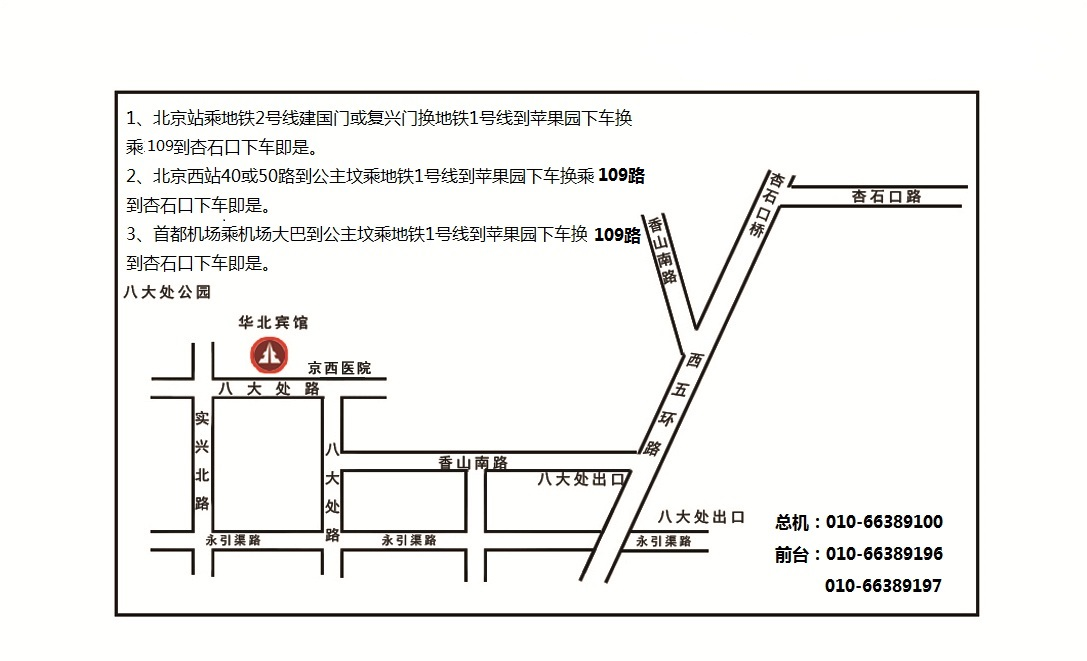 1、北京站乘地铁2号线建国门或复兴门换地铁1号线到苹果园下车换
乘109到杏石口下车即是。
2、北京西站40或50路到公主坟乘地铁1号线到苹果园下车换乘109路
到杏石口下车即是。
3、首都机场乘机场大巴到公主坟乘地铁1号线到苹果园下车换 109路
到杏石口下车即是。
八大处公园
华北宾馆
京西医院
八大处路
实兴北路
八大处路
香山南路
八大处出口
永引渠路
永引渠路
永引渠路
八大处出口
香山南路
西五环路
杏石口桥
杏石口路
总机：010-66389100
前台：010-66389196
010-66389197